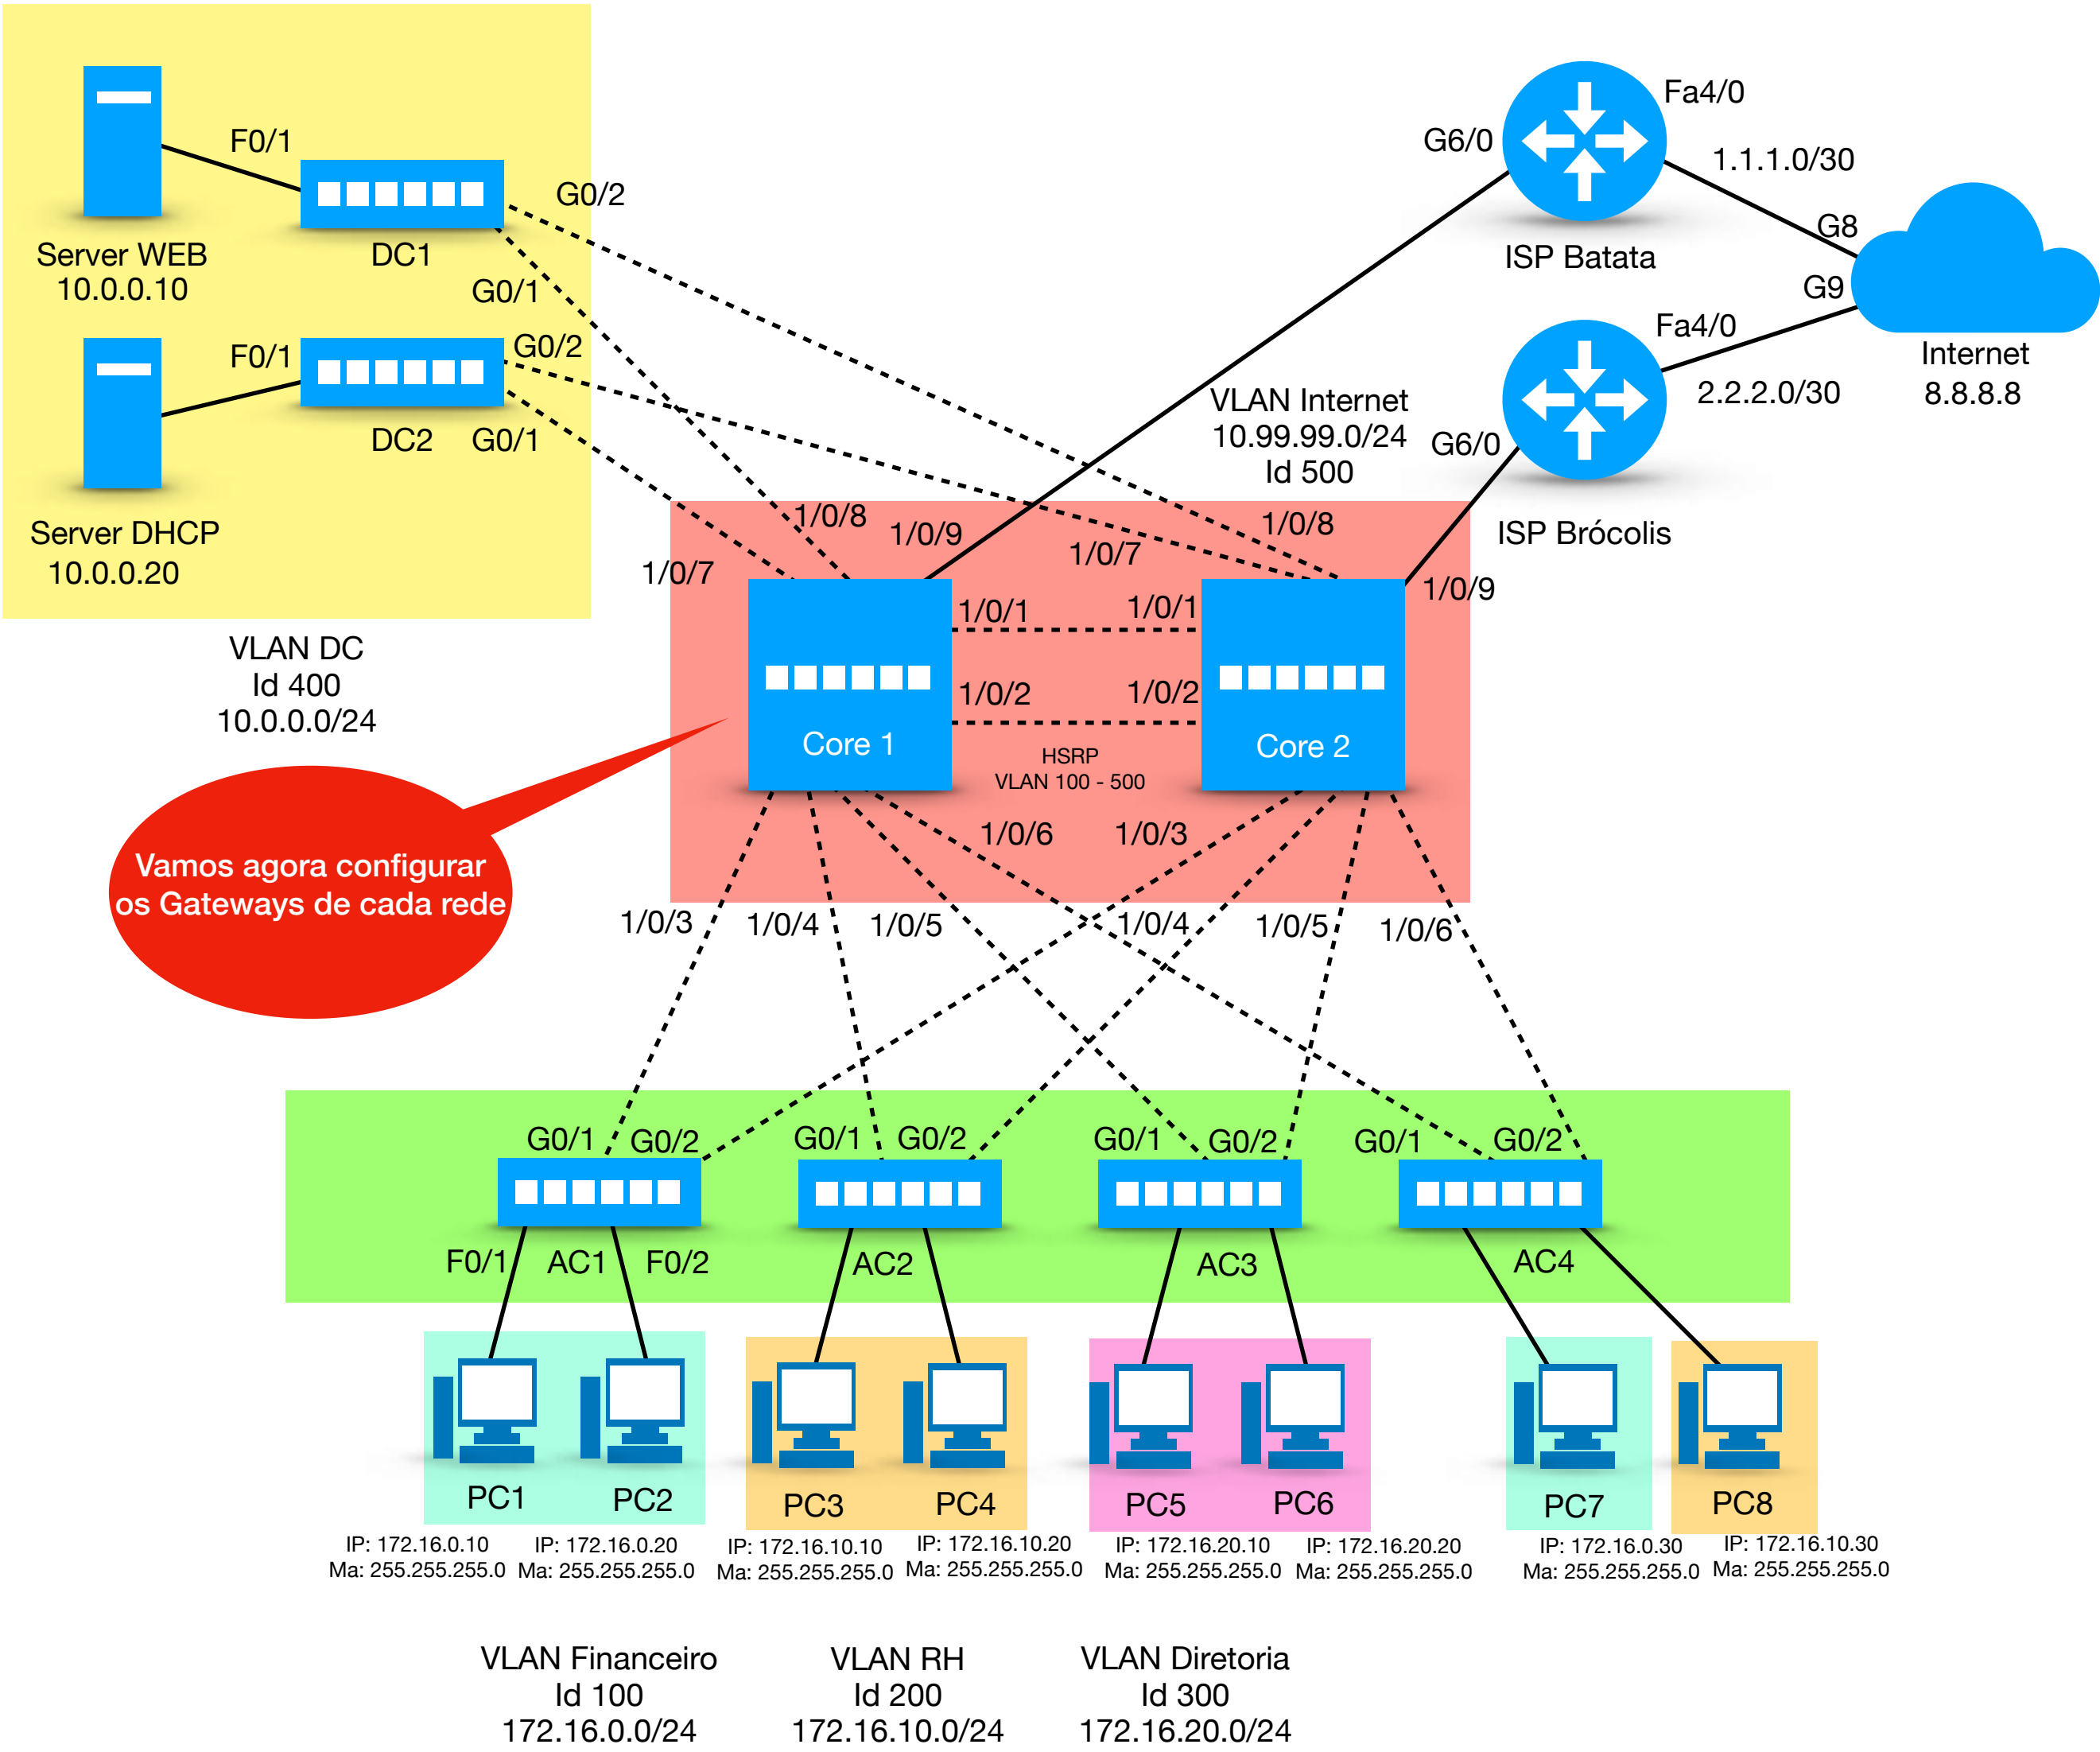 F0/1
G0/2
Server WEB
10.0.0.10
DC1
G0/1
F0/1
G0/2
DC2
G0/1
Server DHCP
10.0.0.20
VLAN DC
Id 400
10.0.0.0/24
Fa4/0
G6/0
1.1.1.0/30
ISP Batata
G8
G9
Fa4/0
2.2.2.0/30
Internet
8.8.8.8
VLAN Internet
10.99.99.0/24
Id 500
G6/0
ISP Brócolis
1/0/8
1/0/9
1/0/7
1/0/7
1/0/8
1/0/9
1/0/1
1/0/1
1/0/2
1/0/2
Core 1
Core 2
HSRP
VLAN 100 - 500
1/0/6
1/0/3
Vamos agora configurar
os Gateways de cada rede
1/0/3
1/0/4
1/0/5
1/0/4
1/0/5
1/0/6
G0/1
G0/2
G0/1
G0/2
G0/1
G0/2
G0/1
G0/2
F0/1
AC1
F0/2
AC2
AC3
AC4
PC1
PC2
PC3
PC4
PC5
PC6
PC7
PC8
IP: 172.16.0.10
Ma: 255.255.255.0
IP: 172.16.0.20
Ma: 255.255.255.0
IP: 172.16.10.10
Ma: 255.255.255.0
IP: 172.16.10.20
Ma: 255.255.255.0
IP: 172.16.20.10
Ma: 255.255.255.0
IP: 172.16.20.20
Ma: 255.255.255.0
IP: 172.16.0.30
Ma: 255.255.255.0
IP: 172.16.10.30
Ma: 255.255.255.0
VLAN Financeiro
Id 100
172.16.0.0/24
VLAN RH
Id 200
172.16.10.0/24
VLAN Diretoria
Id 300
172.16.20.0/24